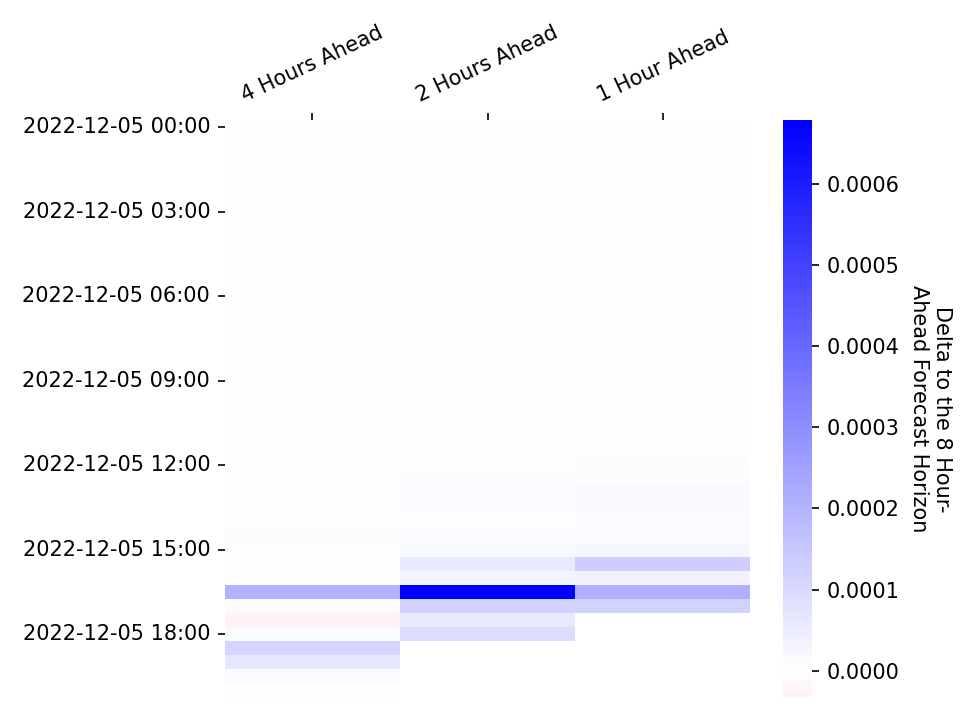 4 Hours Ahead
2 Hours Ahead
1 Hour Ahead
2022-12-05 00:00
2022-12-05 03:00
2022-12-05 06:00
2022-12-05 09:00
2022-12-05 12:00
2022-12-05 15:00
2022-12-05 18:00
0.0006
0.0005
0.0004
0.0003
0.0002
0.0001
0.0000
Delta to the 8 Hour-
Ahead Forecast Horizon